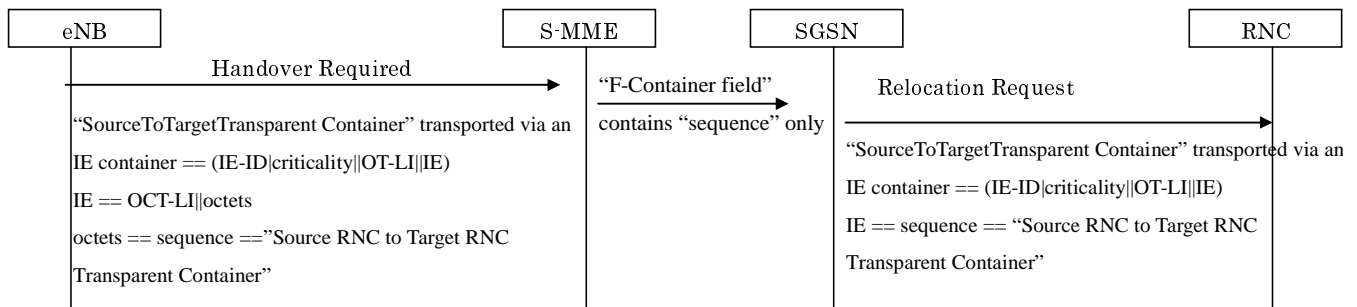 eNB
S-MME
SGSN
RNC
Handover Required
“F-Container field”
contains “sequence” only
Relocation Request
“SourceToTargetTransparent Container” transported via an
IE container == (IE-ID|criticality||OT-LI||IE)
IE == OCT-LI||octets
octets == sequence ==”Source RNC to Target RNC
Transparent Container”
“SourceToTargetTransparent Container” transported via an
IE container == (IE-ID|criticality||OT-LI||IE)
IE == sequence == “Source RNC to Target RNC
Transparent Container”